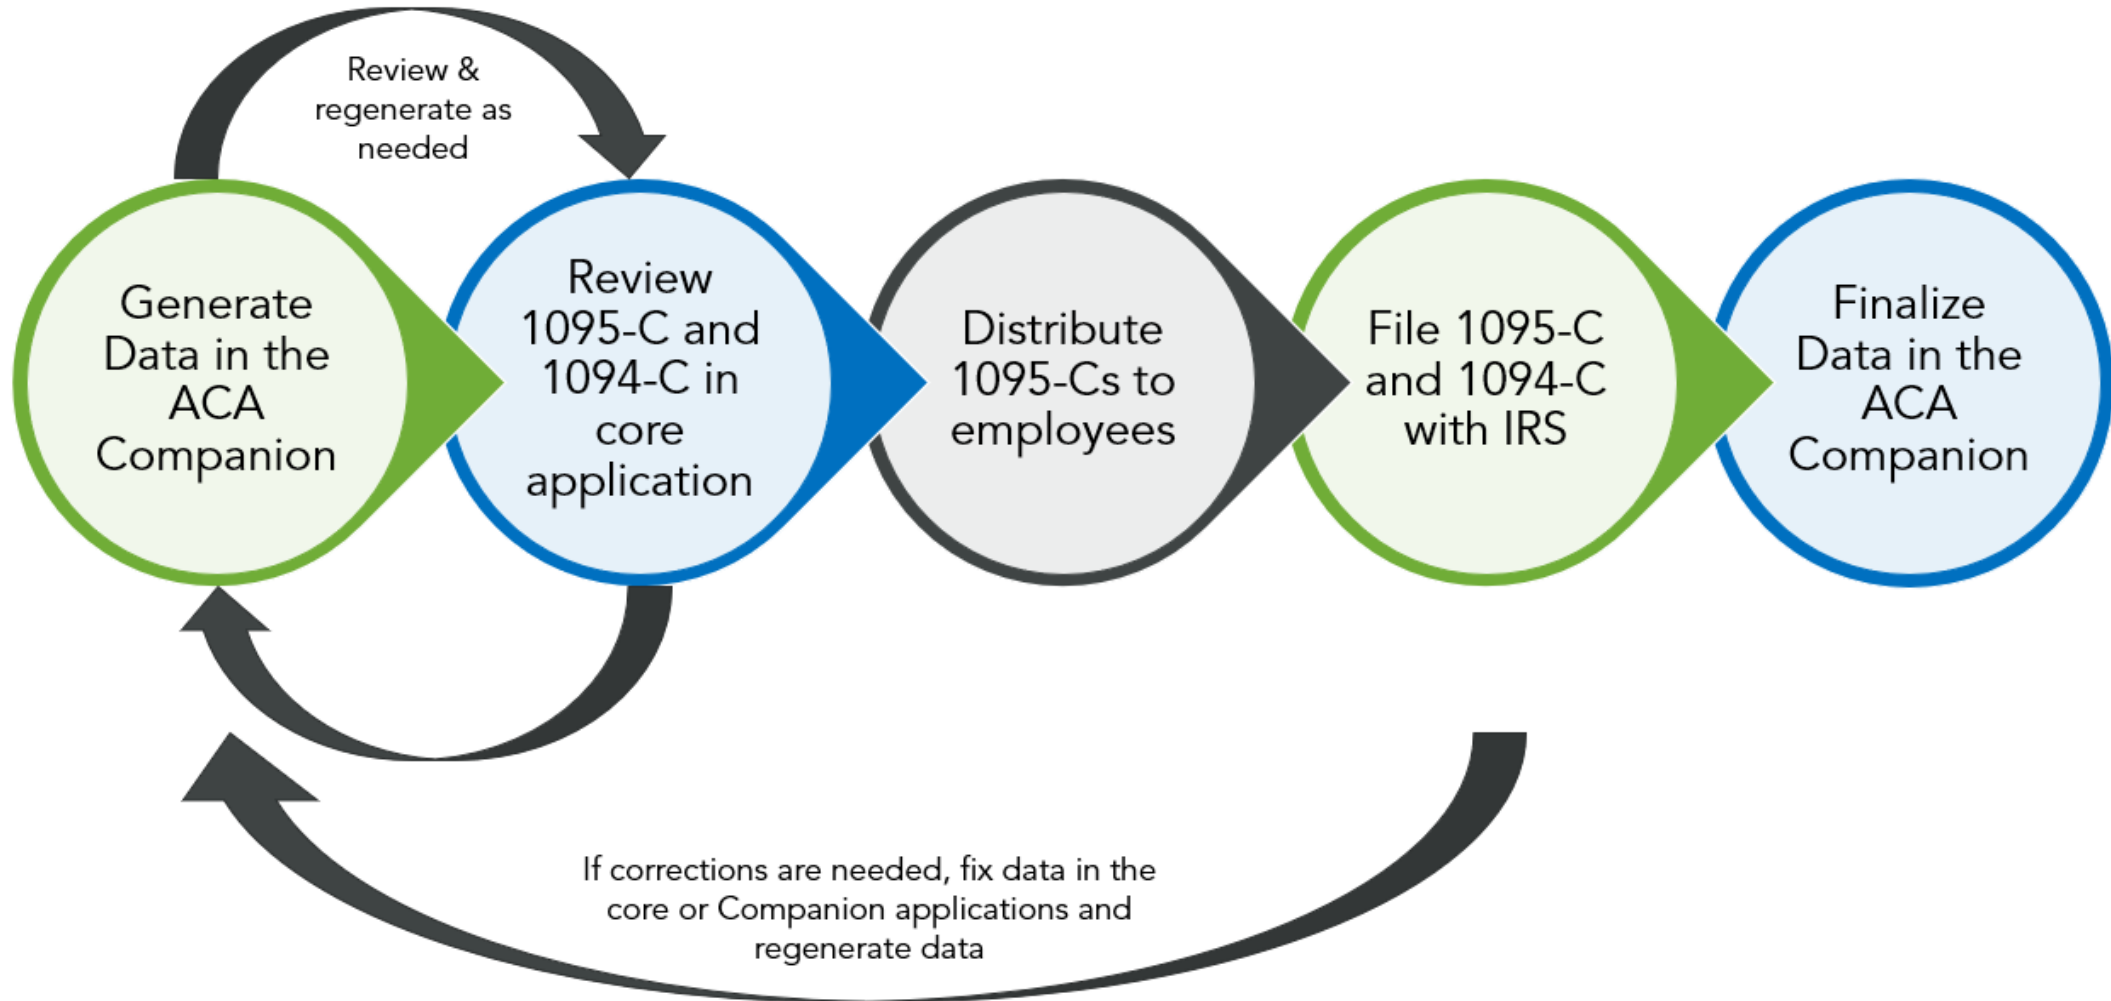 Review &
regenerate as
needed
Generate
Data in the
ACA
Companion
Review
1095-C and
1094-C in
core
application
Distribute
1095-Cs to
employees
File 1095-C
and 1094-C
with IRS
Finalize
Data in the
ACA
Companion
If corrections are needed, fix data in the
core or Companion applications and
regenerate data